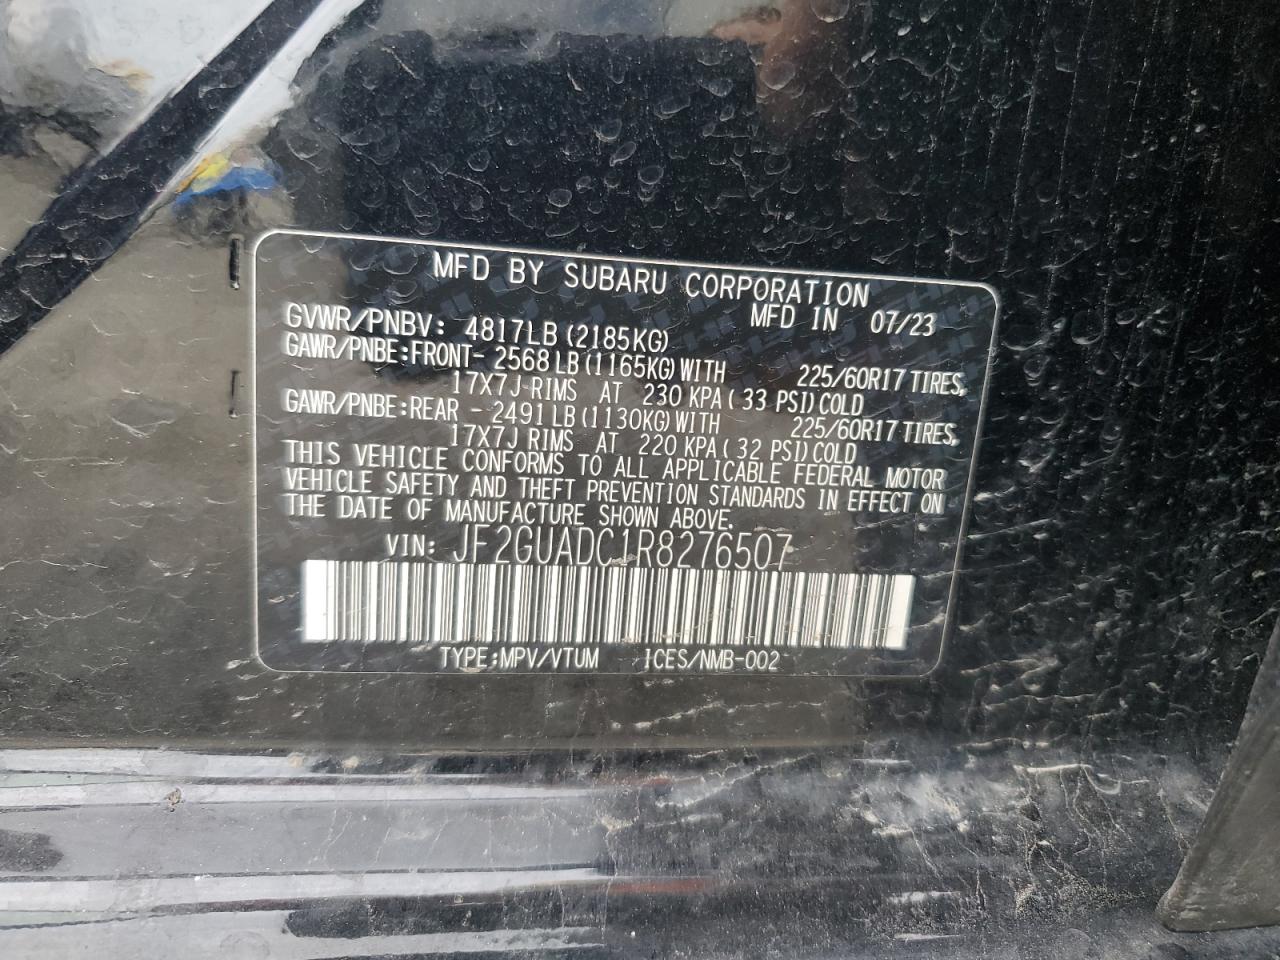 MFD BY SUBARU CORPORATION
GVWR/PNBV: 4817LB (2185KG) MFD IN 07/23
GAWR/PNBE:FRONT- 2568 LB (1165KG) WITH 225/60R17 TIRES,
17X7J RIMS AT 230 KPA ( 33 PSI) COLD
GAWR/PNBE:REAR - 2491 LB (1130KG) WITH 225/60R17 TIRES,
17X7J RIMS AT 220 KPA ( 32 PSI) COLD
THIS VEHICLE CONFORMS TO ALL APPLICABLE FEDERAL MOTOR
VEHICLE SAFETY AND THEFT PREVENTION STANDARDS IN EFFECT ON
THE DATE OF MANUFACTURE SHOWN ABOVE.
VIN: JF2GUADC1R8276507
TYPE:MPV/VTUM ICES/NMB-002